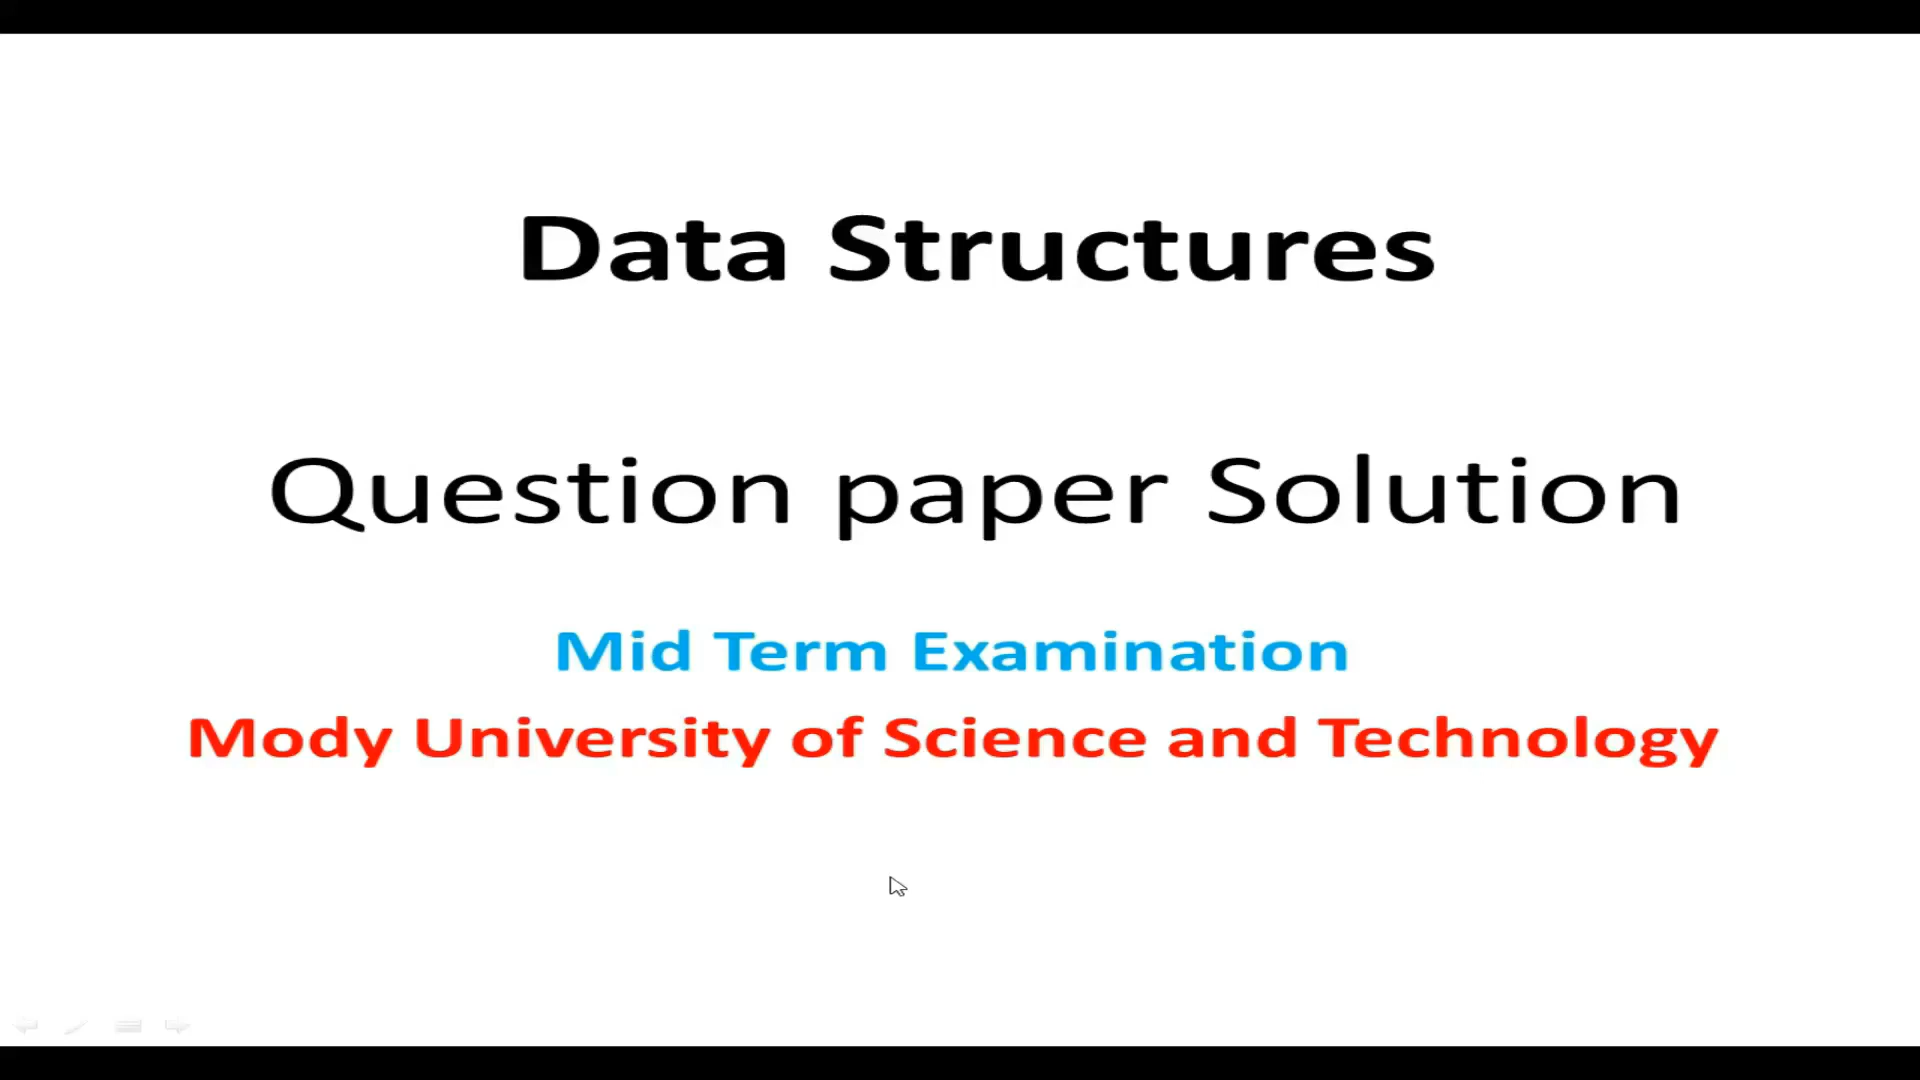 Data Structures
Question paper Solution
Mid Term Examination
Mody University of Science and Technology